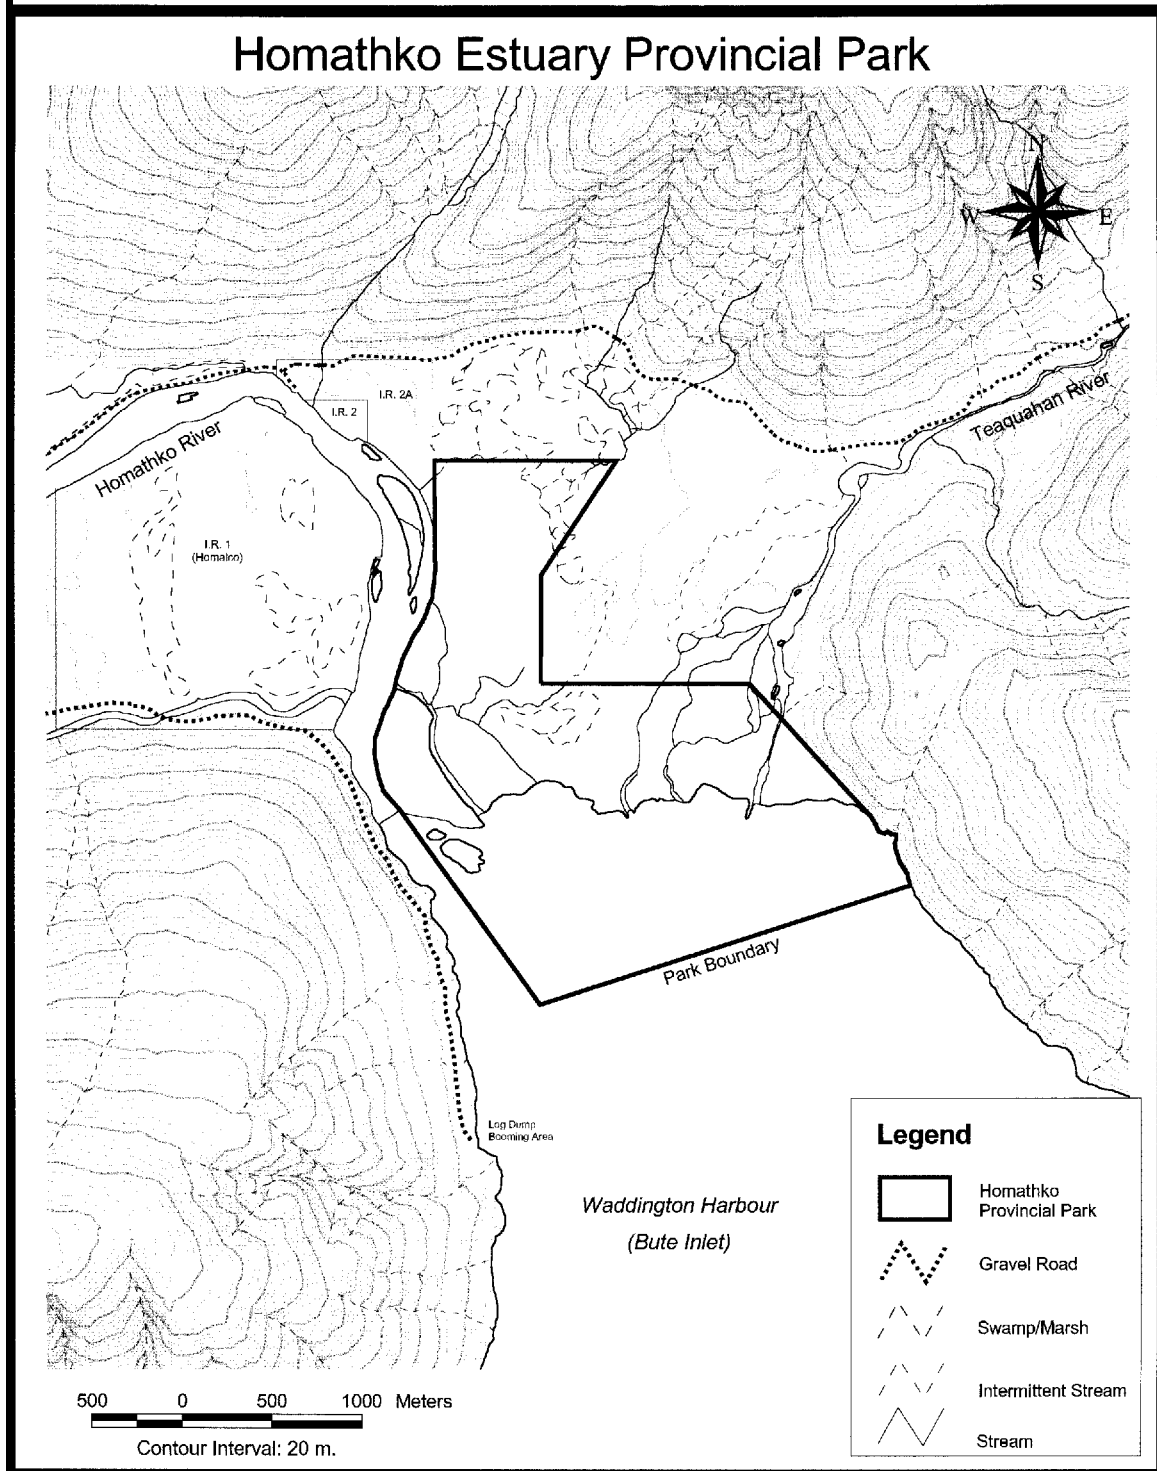 Homathko Estuary Provincial Park
N
W
E
S
I.R. 2A
I.R. 2
Homathko River
Teaquahan River
I.R. 1
(Homalco)
Park Boundary
Log Dump
Booming Area
Waddington Harbour
(Bute Inlet)
Legend
Homathko
Provincial Park
Gravel Road
Swamp/Marsh
Intermittent Stream
Stream
500 0 500 1000 Meters
Contour Interval: 20 m.